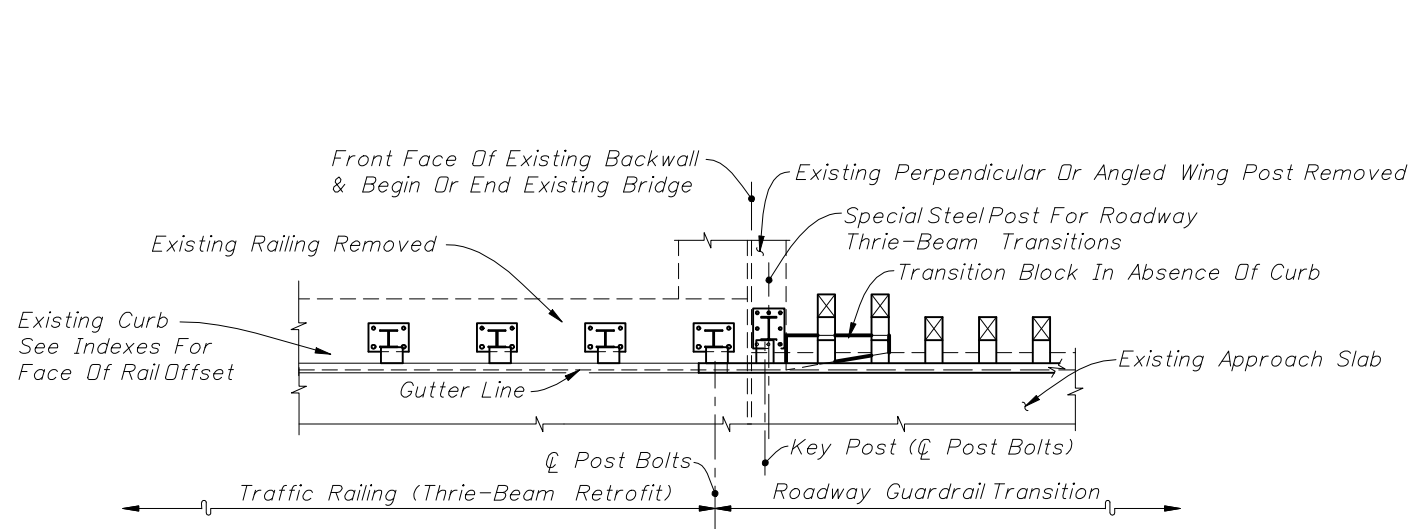 Front Face Of Existing Backwall
& Begin Or End Existing Bridge
Existing Perpendicular Or Angled Wing Post Removed
Special Steel Post For Roadway
Thrie-Beam Transitions
Existing Railing Removed
Transition Block In Absence Of Curb
Existing Curb
See Indexes For
Face Of Rail Offset
Existing Approach Slab
Gutter Line
Key Post (℄ Post Bolts)
℄ Post Bolts
Traffic Railing (Thrie-Beam Retrofit)
Roadway Guardrail Transition